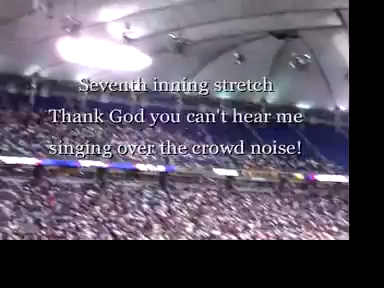 Seventh inning stretch
Thank God you can't hear me
singing over the crowd noise!